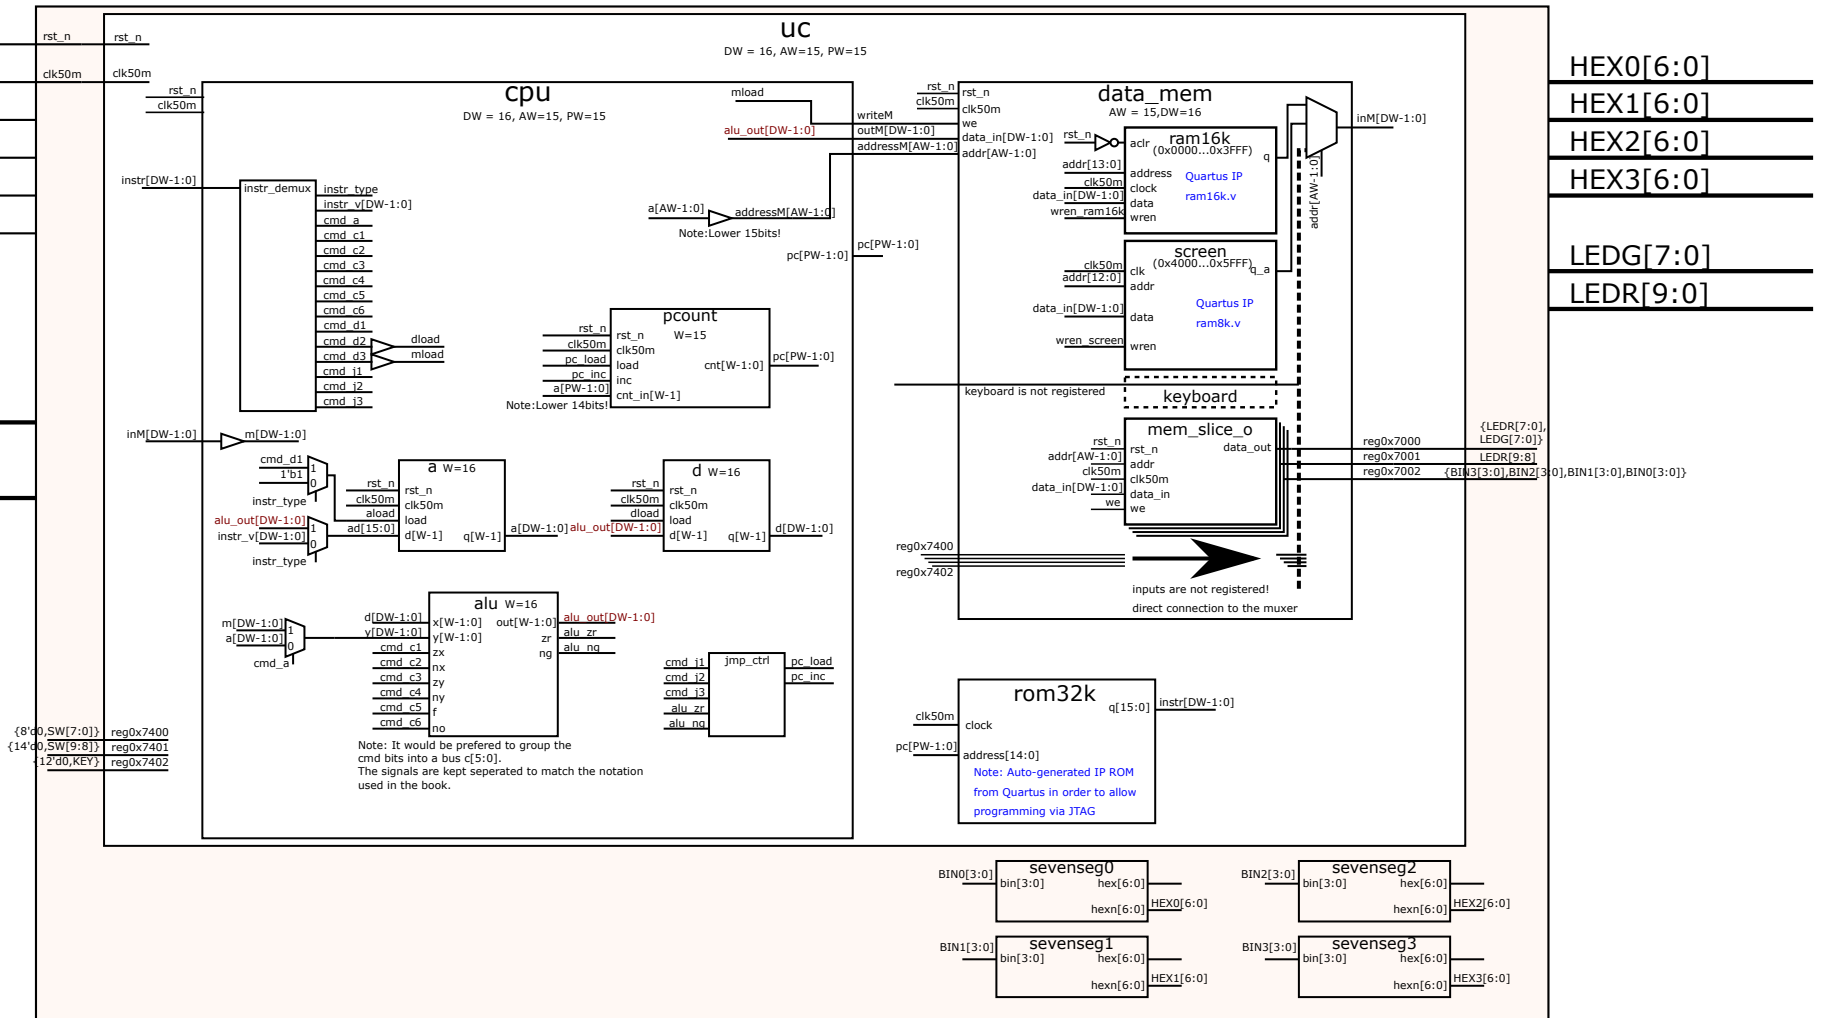 uc
DW = 16, AW=15, PW=15
rst_n
rst_n
clk50m
clk50m
HEX0[6:0]
HEX1[6:0]
HEX2[6:0]
HEX3[6:0]
LEDG[7:0]
LEDR[9:0]
rst_n
clk50m
cpu
DW = 16, AW=15, PW=15
mload
writeM
alu_out[DW-1:0]
outM[DW-1:0]
addressM[AW-1:0]
a[AW-1:0]
addressM[AW-1:0]
Note:Lower 15bits!
pc[PW-1:0]
pc[PW-1:0]
instr[DW-1:0]
instr_demux
instr_type
instr_v[DW-1:0]
cmd_a
cmd_c1
cmd_c2
cmd_c3
cmd_c4
cmd_c5
cmd_c6
cmd_d1
cmd_d2
dload
cmd_d3
mload
cmd_j1
cmd_j2
cmd_j3
pcount
W=15
rst_n
rst_n
clk50m
clk50m
pc_load
load
pc_inc
inc
a[PW-1:0]
cnt_in[W-1]
cnt[W-1:0]
pc[PW-1:0]
Note:Lower 14bits!
inM[DW-1:0]
m[DW-1:0]
cmd_d1
1
1'b1
0
instr_type
alu_out[DW-1:0]
1
instr_v[DW-1:0]
0
instr_type
a W=16
rst_n
rst_n
clk50m
clk50m
aload
load
ad[15:0]
d[W-1]
q[W-1]
a[DW-1:0]
d W=16
rst_n
rst_n
clk50m
clk50m
dload
load
alu_out[DW-1:0]
d[W-1]
q[W-1]
d[DW-1:0]
m[DW-1:0]
1
a[DW-1:0]
0
cmd_a
alu W=16
d[DW-1:0]
x[W-1:0]
out[W-1:0]
alu_out[DW-1:0]
y[DW-1:0]
y[W-1:0]
zr
alu_zr
cmd_c1
zx
ng
alu_ng
cmd_c2
nx
cmd_c3
zy
cmd_c4
ny
cmd_c5
f
cmd_c6
no
Note: It would be prefered to group the
cmd bits into a bus c[5:0].
The signals are kept seperated to match the notation
used in the book.
jmp_ctrl
cmd_j1
cmd_j2
cmd_j3
alu_zr
alu_ng
pc_load
pc_inc
{8'd0,SW[7:0]}
reg0x7400
{14'd0,SW[9:8]}
reg0x7401
{12'd0,KEY}
reg0x7402
data_mem
AW = 15,DW=16
rst_n
rst_n
clk50m
clk50m
we
data_in[DW-1:0]
addr[AW-1:0]
ram16k
(0x0000...0x3FFF)
rst_n
aclr
q
addr[13:0]
address
clk50m
clock
data_in[DW-1:0]
data
wren_ram16k
wren
Quartus IP
ram16k.v
inM[DW-1:0]
addr[AW-1:0]
screen
(0x4000...0x5FFF)
clk50m
clk
q_a
addr[12:0]
addr
data_in[DW-1:0]
data
wren_screen
wren
Quartus IP
ram8k.v
keyboard is not registered
keyboard
mem_slice_o
rst_n
rst_n
addr[AW-1:0]
addr
clk50m
clk50m
data_in[DW-1:0]
data_in
we
we
data_out
reg0x7000
reg0x7001
reg0x7002
{LEDR[7:0],
LEDG[7:0]}
LEDR[9:8]
{BIN3[3:0],BIN2[3:0],BIN1[3:0],BIN0[3:0]}
reg0x7400
reg0x7402
inputs are not registered!
direct connection to the muxer
rom32k
clk50m
clock
q[15:0]
instr[DW-1:0]
pc[PW-1:0]
address[14:0]
Note: Auto-generated IP ROM
from Quartus in order to allow
programming via JTAG
sevenseg0
BIN0[3:0]
bin[3:0]
hex[6:0]
hexn[6:0]
HEX0[6:0]
sevenseg2
BIN2[3:0]
bin[3:0]
hex[6:0]
hexn[6:0]
HEX2[6:0]
sevenseg1
BIN1[3:0]
bin[3:0]
hex[6:0]
hexn[6:0]
HEX1[6:0]
sevenseg3
BIN3[3:0]
bin[3:0]
hex[6:0]
hexn[6:0]
HEX3[6:0]